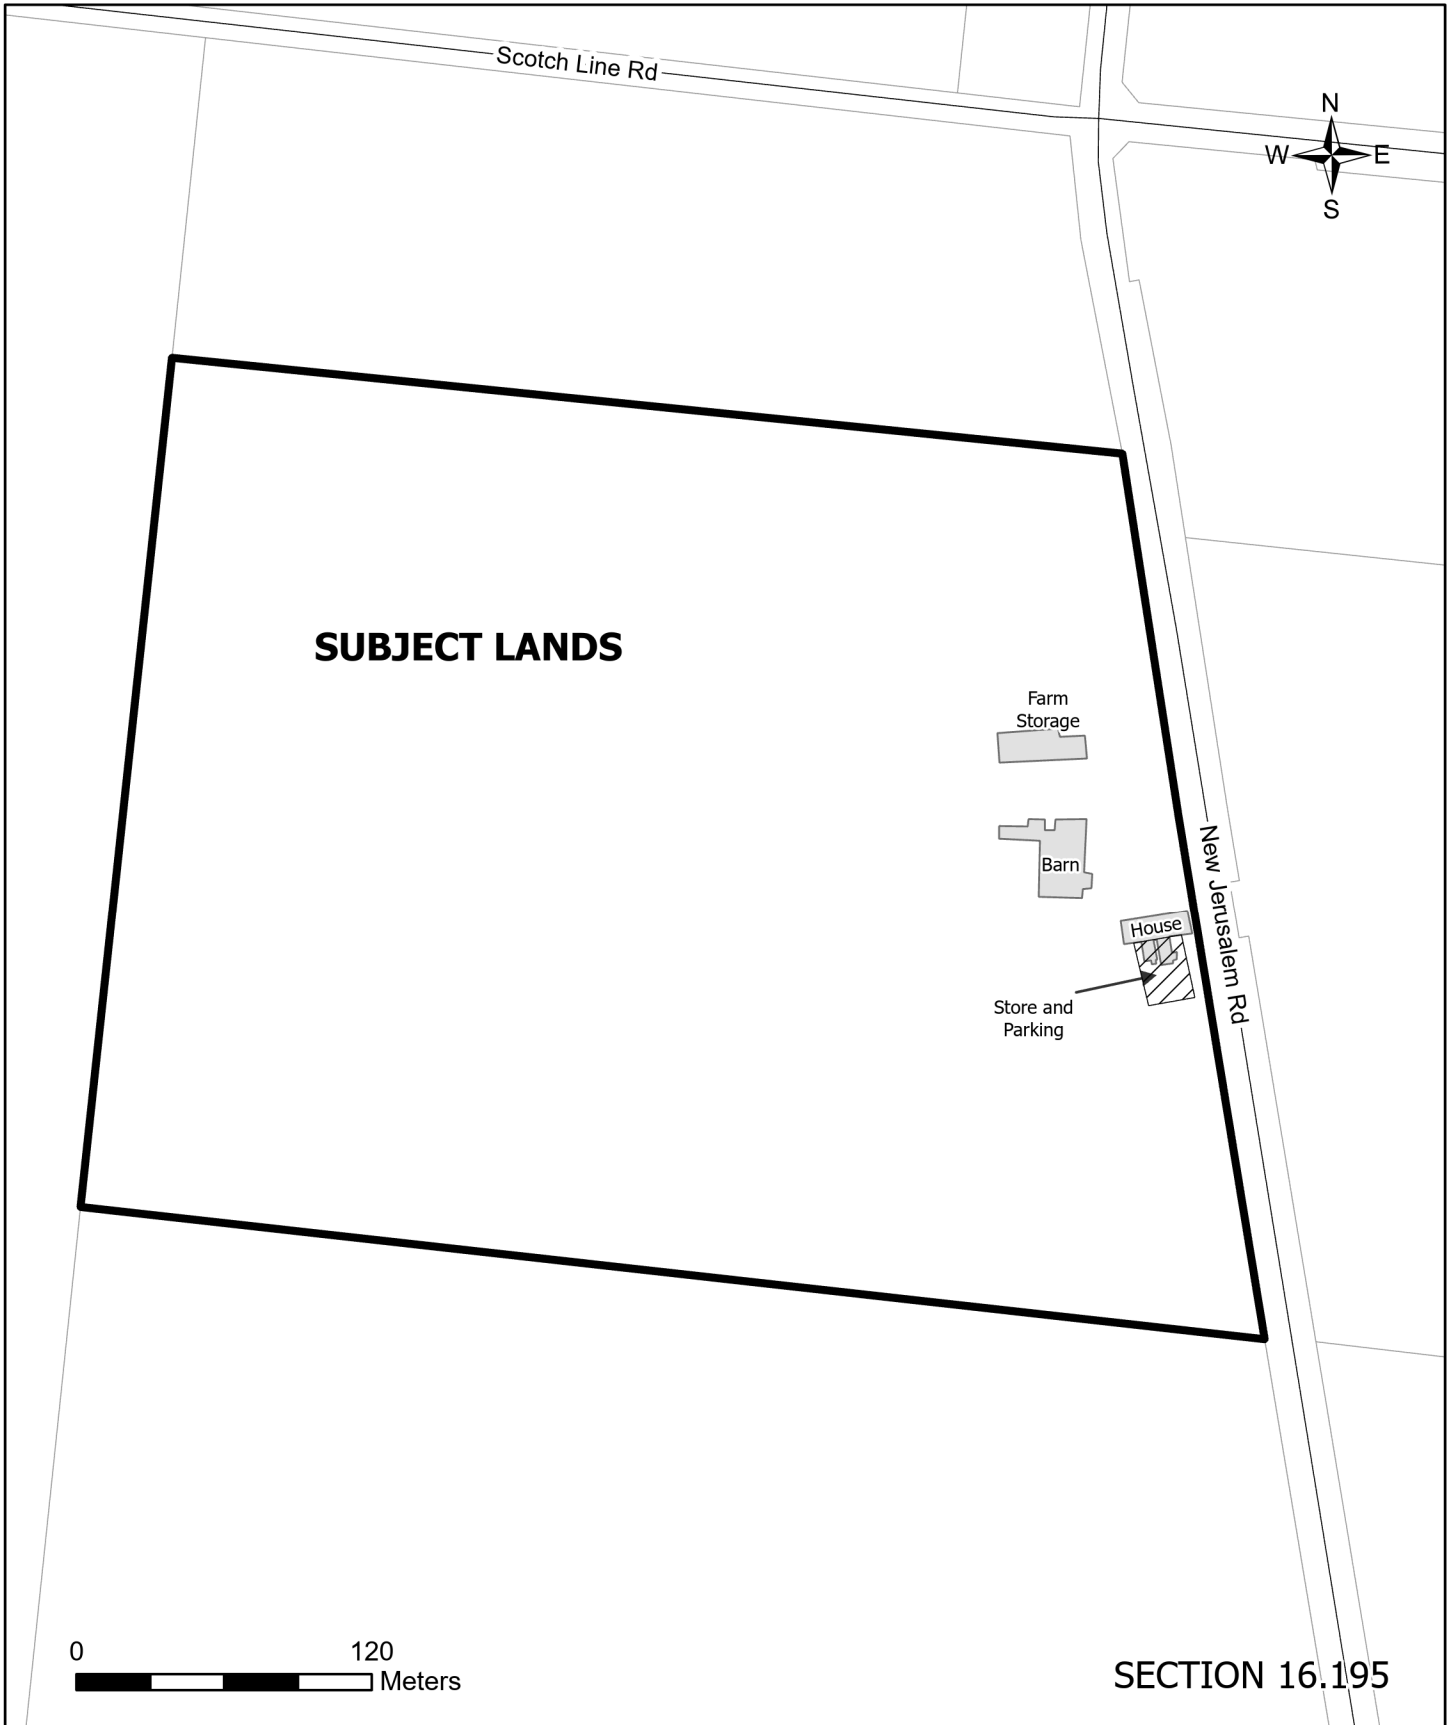 Scotch Line Rd
N
W E
S
SUBJECT LANDS
Farm
Storage
Barn
New Jerusalem Rd
House
Store and
Parking
0 120
Meters
SECTION 16.195